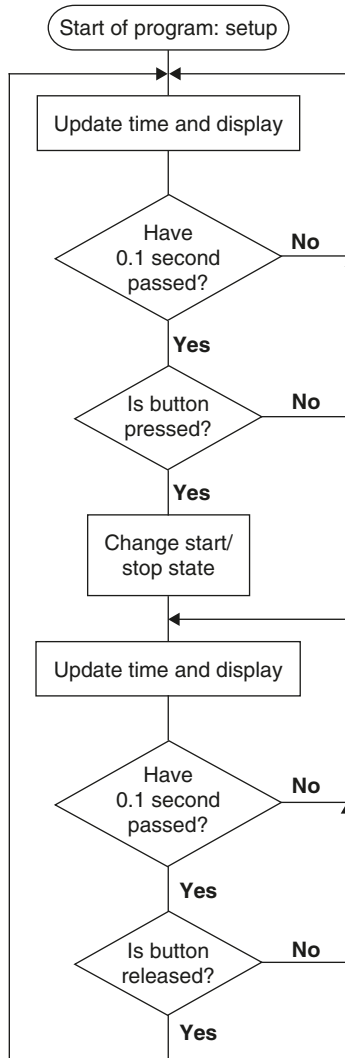 Start of program: setup
Update time and display
Have
0.1 second
passed?
No
Yes
Is button
pressed?
No
Yes
Change start/
stop state
Update time and display
Have
0.1 second
passed?
No
Yes
Is button
released?
No
Yes